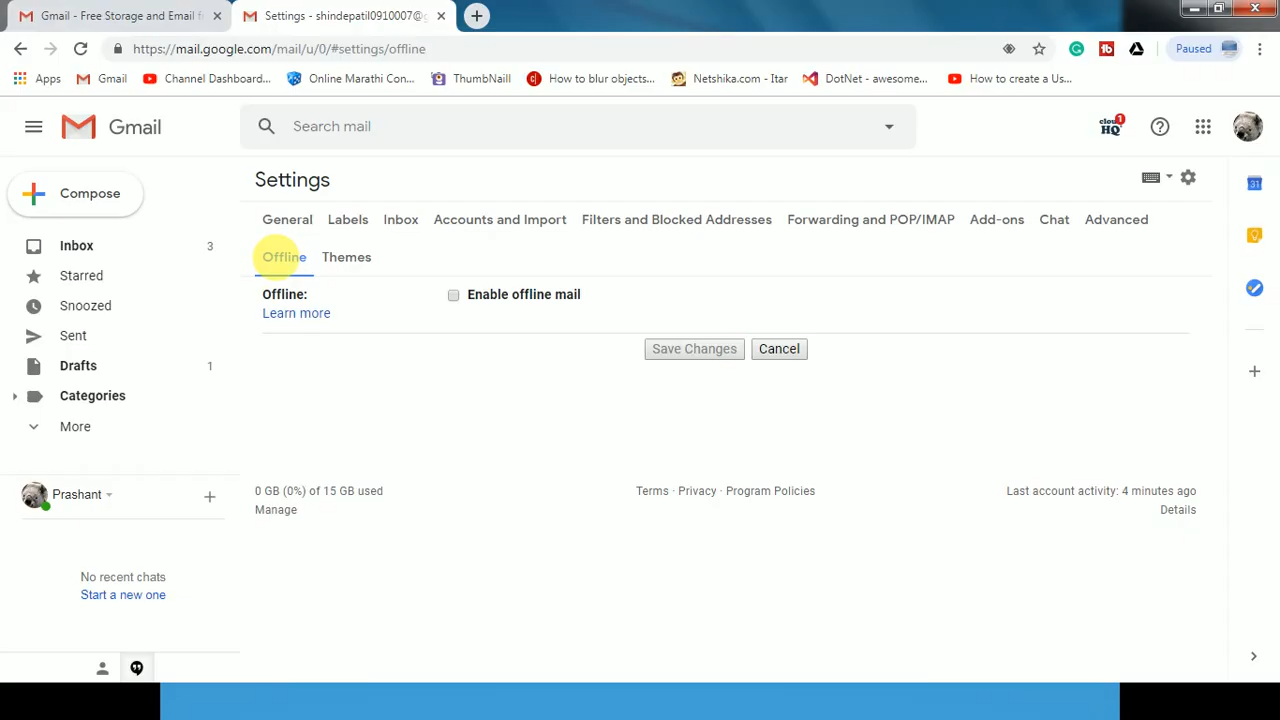 Gmail - Free Storage and Email f
Settings - shindepatil0910007@g
https://mail.google.com/mail/u/0/#settings/offline
Paused
Apps
Gmail
Channel Dashboard...
Online Marathi Con...
ThumbNaill
How to blur objects...
Netshika.com - Itar
DotNet - awesome...
How to create a Us...
Gmail
Search mail
cloud HQ
1
Compose
Settings
General Labels Inbox Accounts and Import Filters and Blocked Addresses Forwarding and POP/IMAP Add-ons Chat Advanced
Offline Themes
Inbox 3
Starred
Snoozed
Sent
Drafts 1
Categories
More
Offline:
Learn more
Enable offline mail
Save Changes Cancel
0 GB (0%) of 15 GB used
Manage
Terms · Privacy · Program Policies
Last account activity: 4 minutes ago
Details
Prashant
No recent chats
Start a new one
31